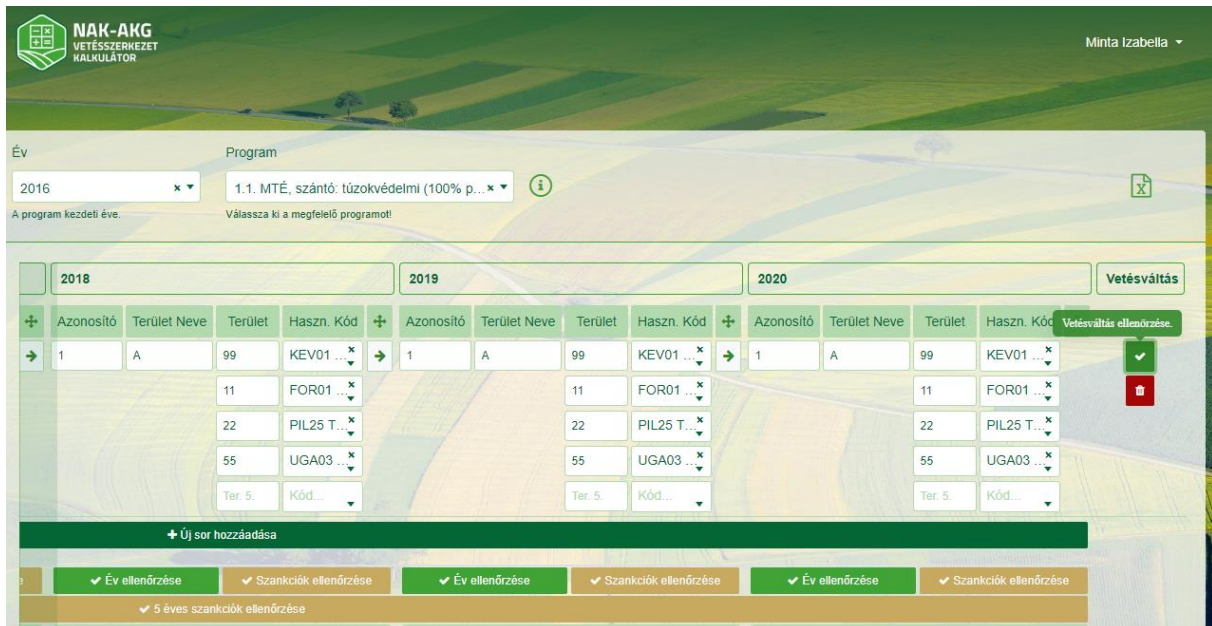 NAK-AKG
VETÉSSZERKEZET
KALKULÁTOR
Minta Izabella
Év Program
2016 1.1. MTÉ, szántó: túzokvédelmi (100% p...
A program kezdeti éve. Válassza ki a megfelelő programot!
2018 2019 2020 Vetésváltás
Azonosító Terület Neve Terület Haszn. Kód Azonosító Terület Neve Terület Haszn. Kód Azonosító Terület Neve Terület Haszn. Kód Vetésváltás ellenőrzése.
1 A 99 KEV01 ... 1 A 99 KEV01 ... 1 A 99 KEV01 ...
11 FOR01 ... 11 FOR01 ... 11 FOR01 ...
22 PIL25 T... 22 PIL25 T... 22 PIL25 T...
55 UGA03 ... 55 UGA03 ... 55 UGA03 ...
Ter. 5. Kód... Ter. 5. Kód... Ter. 5. Kód...
Új sor hozzáadása
Év ellenőrzése Szankciók ellenőrzése Év ellenőrzése Szankciók ellenőrzése Év ellenőrzése Szankciók ellenőrzése
5 éves szankciók ellenőrzése